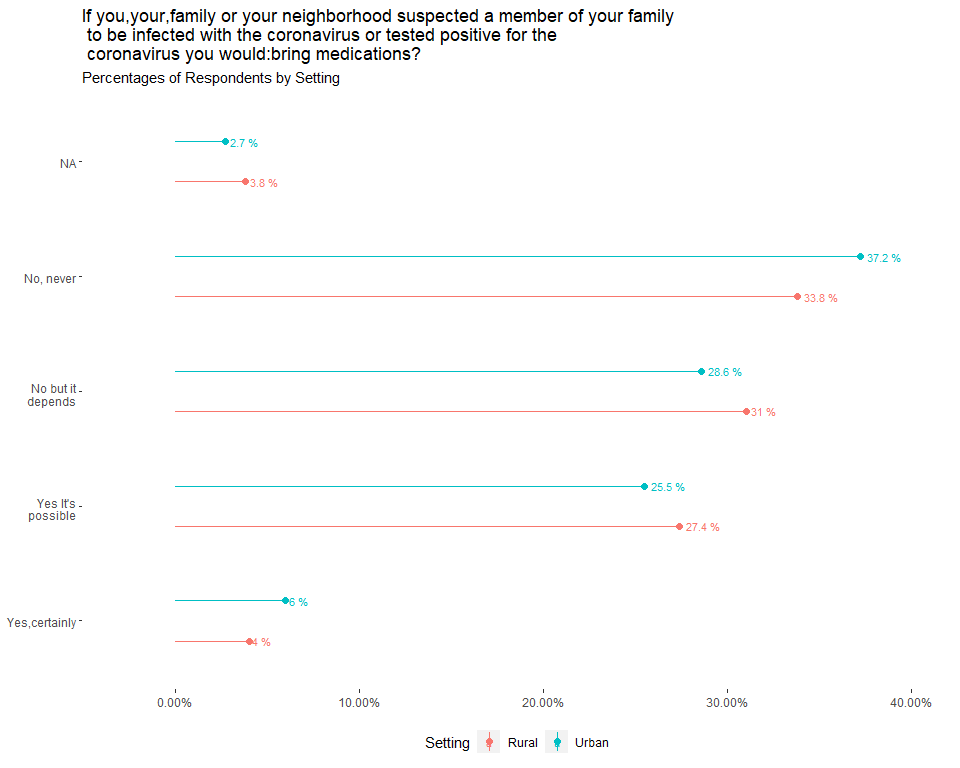 If you,your,family or your neighborhood suspected a member of your family
to be infected with the coronavirus or tested positive for the
coronavirus you would:bring medications?
Percentages of Respondents by Setting
NA
2.7 %
3.8 %
No, never
37.2 %
33.8 %
No but it
depends
28.6 %
31 %
Yes It's
possible
25.5 %
27.4 %
Yes,certainly
6 %
4 %
0.00% 10.00% 20.00% 30.00% 40.00%
Setting Rural Urban